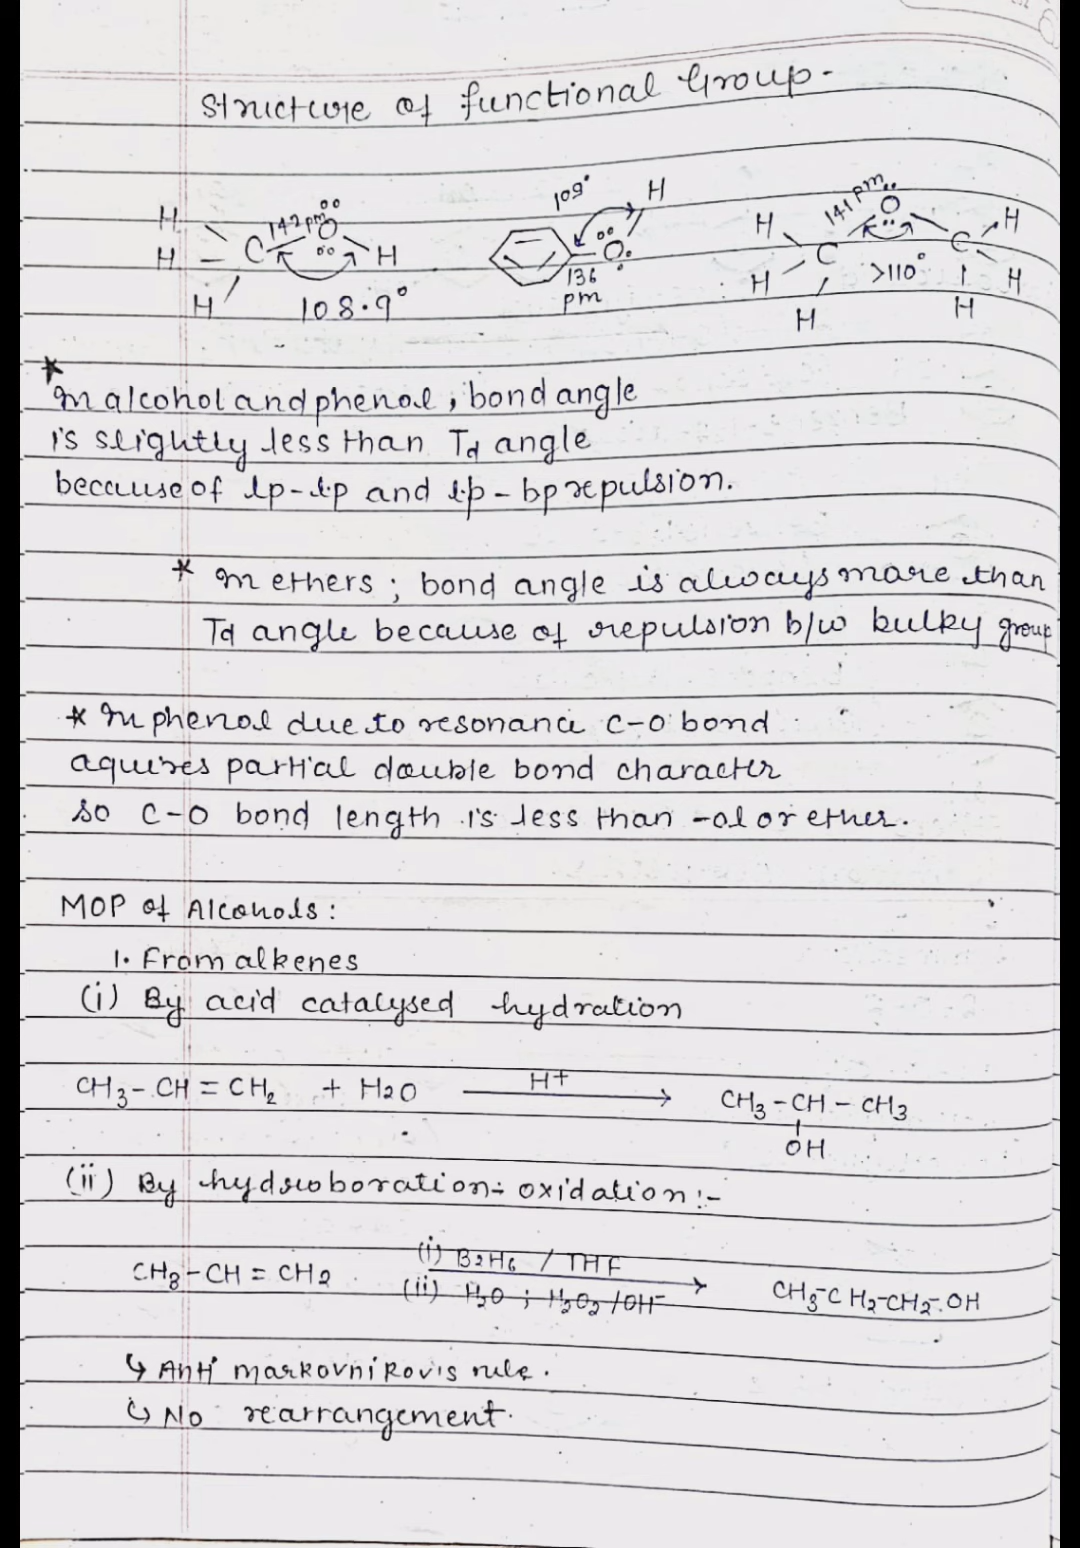 Structure of functional Group-
H H H C 142 pm O H 108.9°
109° H O 136 pm
H H H C 141 pm O C H H H >110°
* In alcohol and phenol, bond angle
is slightly less than Td angle
because of lp-lp and lp-bp repulsion.
* In ethers; bond angle is always more than
Td angle because of repulsion b/w bulky group
* In phenol due to resonance C-O bond
aquires partial double bond character
so C-O bond length is less than -ol or ether.
MOP of Alcohols:
1. From alkenes
(i) By acid catalysed hydration
CH3-CH=CH2 + H2O H+ → CH3-CH-CH3
OH
(ii) By hydroboration- oxidation:-
CH3-CH=CH2 (i) B2H6 / THF → CH3-CH2-CH2-OH
(ii) H2O ; H2O2/OH-
↳ Anti markovnikov's rule.
↳ No rearrangement.